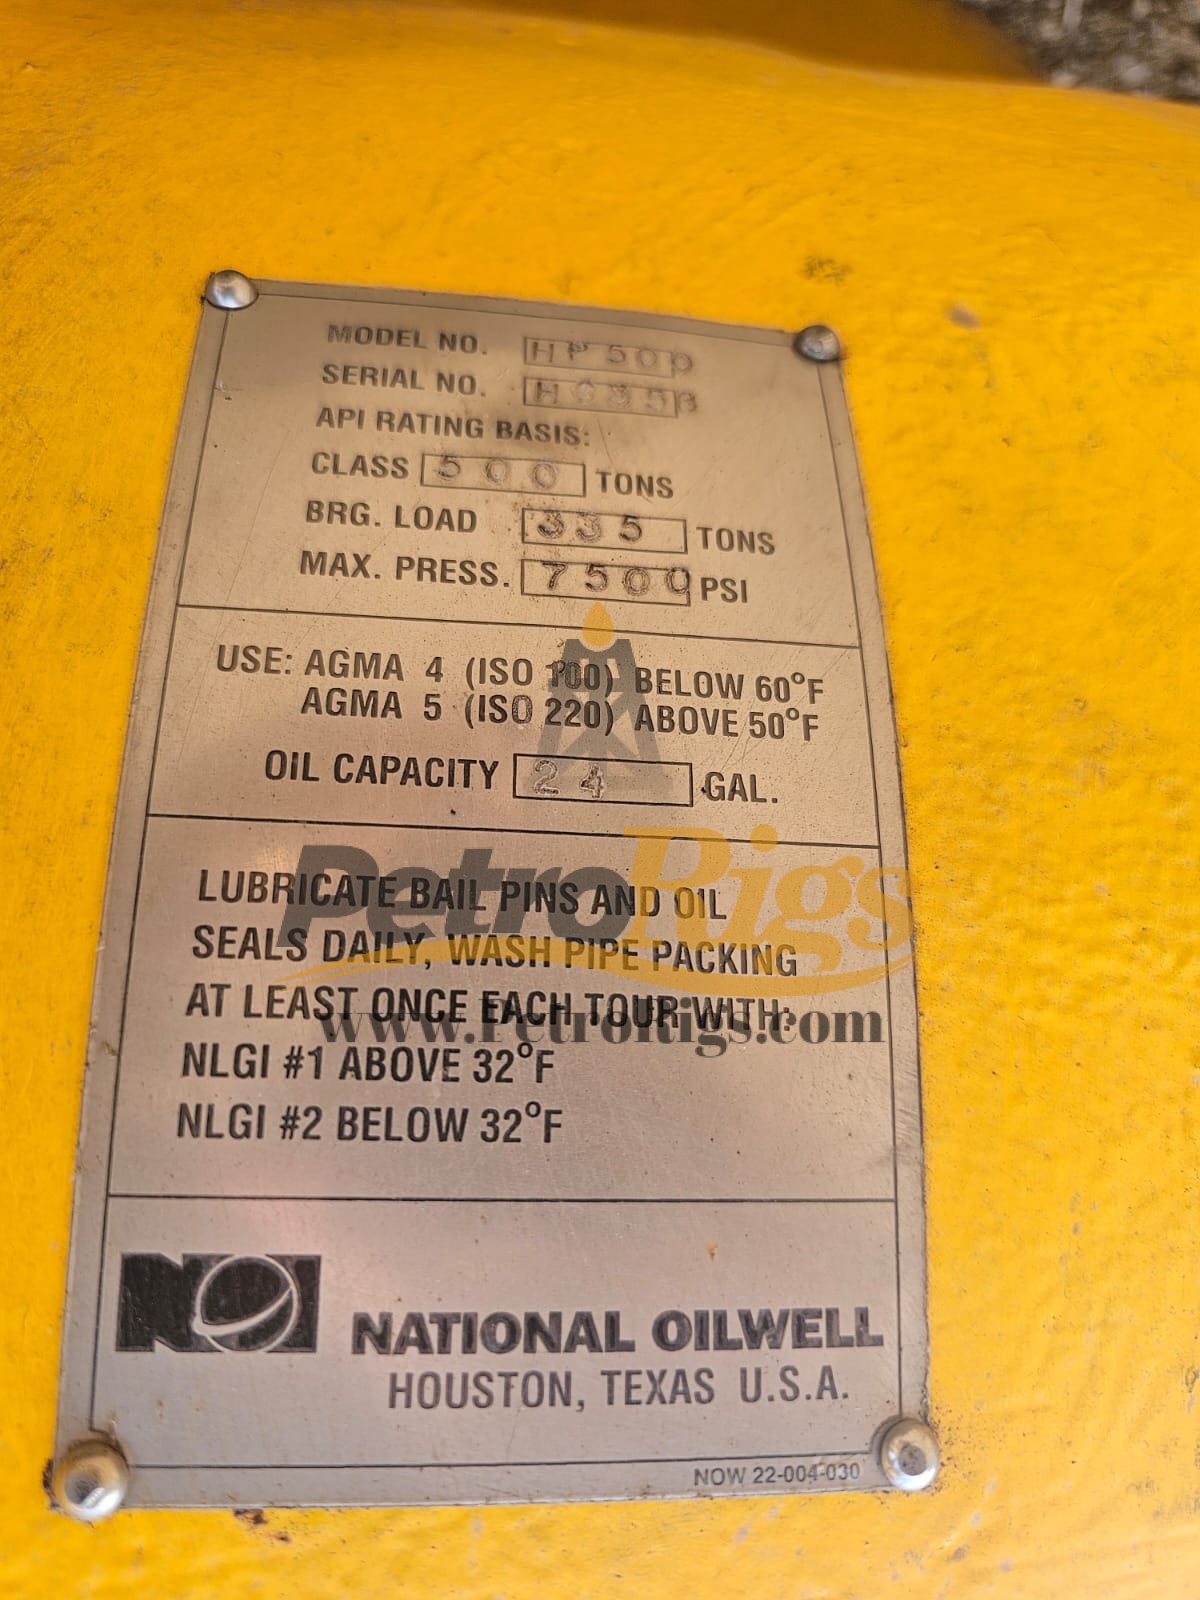 MODEL NO. HP 500
SERIAL NO.
API RATING BASIS:
CLASS 500 TONS
BRG. LOAD 335 TONS
MAX. PRESS. 7500 PSI
USE: AGMA 4 (ISO 100) BELOW 60°F
AGMA 5 (ISO 220) ABOVE 50°F
OIL CAPACITY 24 GAL.
LUBRICATE BAIL PINS AND OIL
SEALS DAILY, WASH PIPE PACKING
AT LEAST ONCE EACH TOUR WITH:
NLGI #1 ABOVE 32°F
NLGI #2 BELOW 32°F
PetroRigs
www.PetroRigs.com
NOI
NATIONAL OILWELL
HOUSTON, TEXAS U.S.A.
NOW 22-004-030